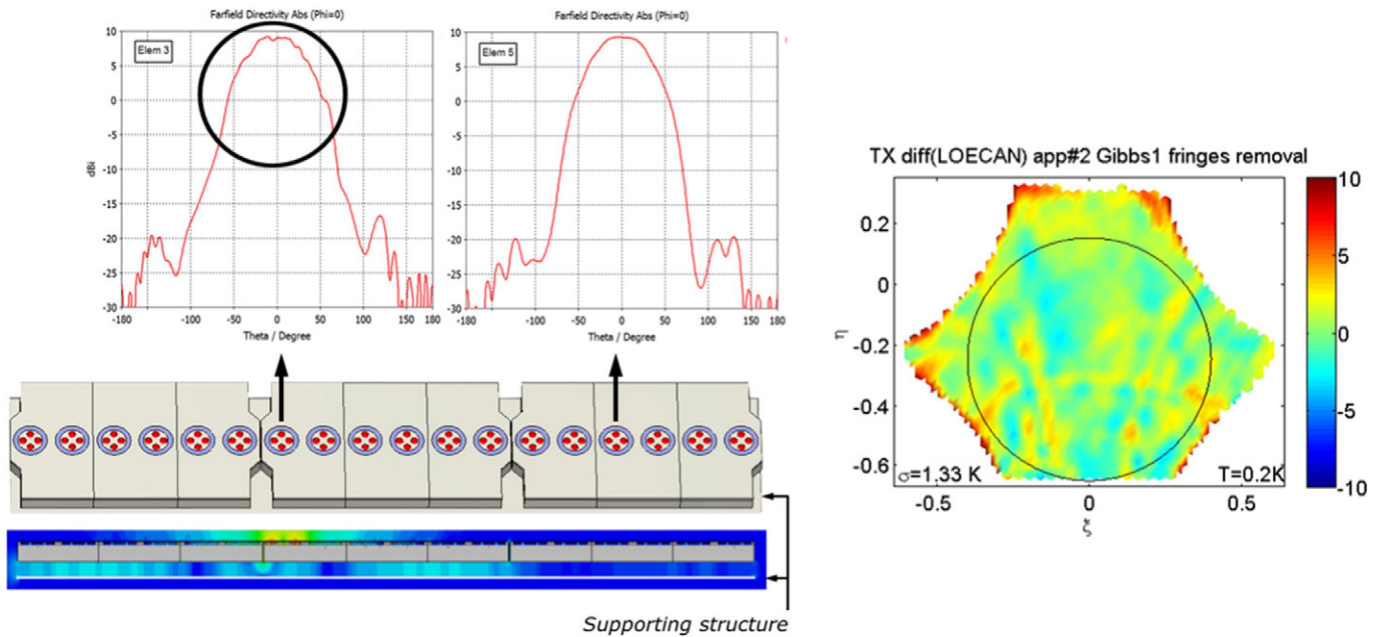 Farfield Directivity Abs (Phi=0)
Elem 3
10
5
0
-5
-10
-15
-20
-25
-30
dBi
-180 -100 -50 0 50 100 150 180
Theta / Degree
Farfield Directivity Abs (Phi=0)
Elem 5
10
5
0
-5
-10
-15
-20
-25
-30
-180 -100 -50 0 50 100 150 180
Theta / Degree
Supporting structure
TX diff(LOECAN) app#2 Gibbs1 fringes removal
0.2
0
-0.2
-0.4
-0.6
η
σ=1.33 K
T=0.2K
-0.5 0 0.5
ξ
10
5
0
-5
-10